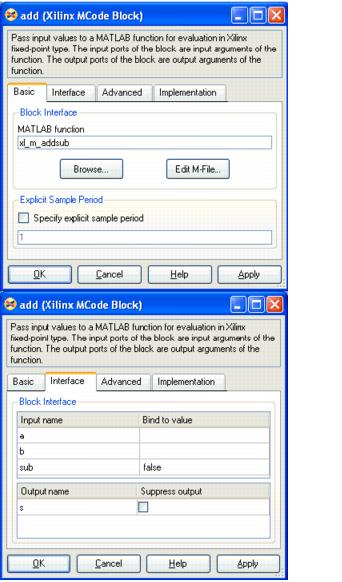 add (Xilinx MCode Block)
Pass input values to a MATLAB function for evaluation in Xilinx
fixed-point type. The input ports of the block are input arguments of the
function. The output ports of the block are output arguments of the
function.
Basic Interface Advanced Implementation
Block Interface
MATLAB function
xl_m_addsub
Browse... Edit M-File...
Explicit Sample Period
Specify explicit sample period
1
OK Cancel Help Apply
add (Xilinx MCode Block)
Pass input values to a MATLAB function for evaluation in Xilinx
fixed-point type. The input ports of the block are input arguments of the
function. The output ports of the block are output arguments of the
function.
Basic Interface Advanced Implementation
Block Interface
Input name Bind to value
a
b
sub false
Output name Suppress output
s
OK Cancel Help Apply